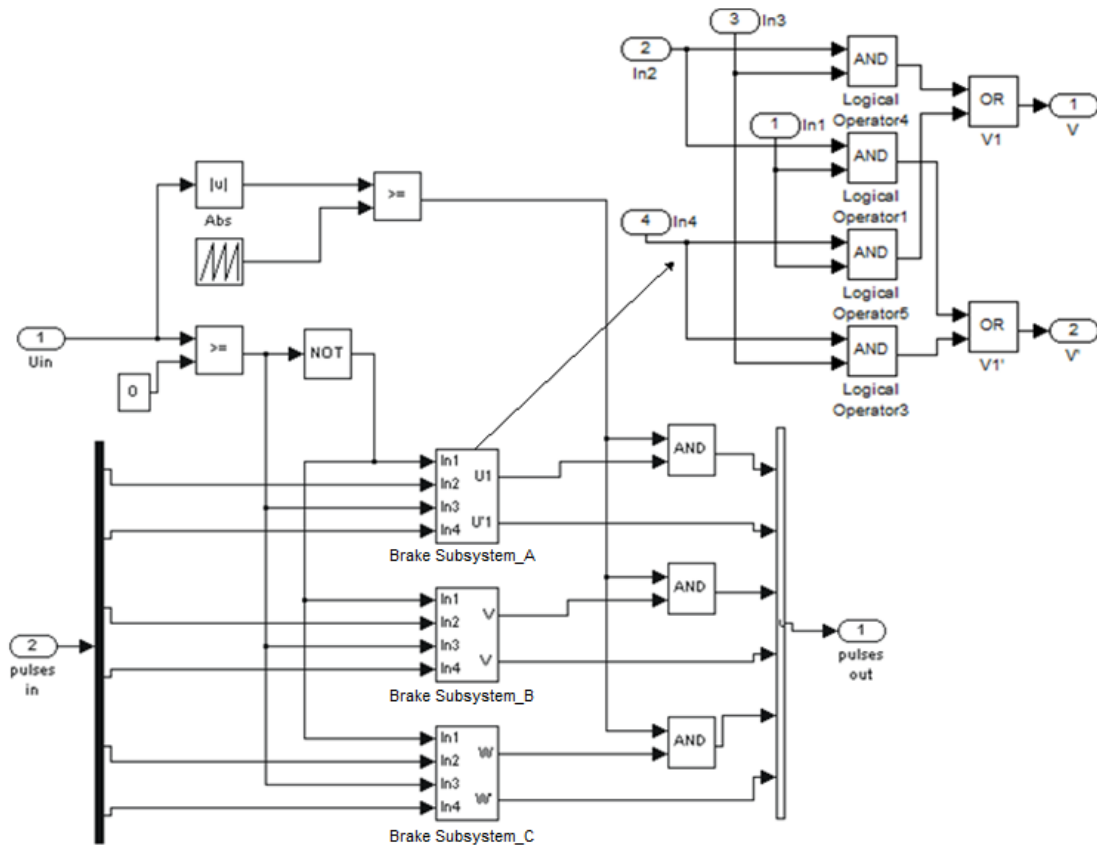 3
In3
2
In2
AND
Logical
Operator4
OR
V1
1
V
1
In1
AND
Logical
Operator1
4
In4
AND
Logical
Operator5
AND
Logical
Operator3
OR
V1'
2
V'
|u|
Abs
>=
1
Uin
>=
0
NOT
In1
In2
In3
In4
U1
U'1
Brake Subsystem_A
AND
In1
In2
In3
In4
V
V
Brake Subsystem_B
AND
In1
In2
In3
In4
W
W'
Brake Subsystem_C
AND
2
pulses
in
1
pulses
out